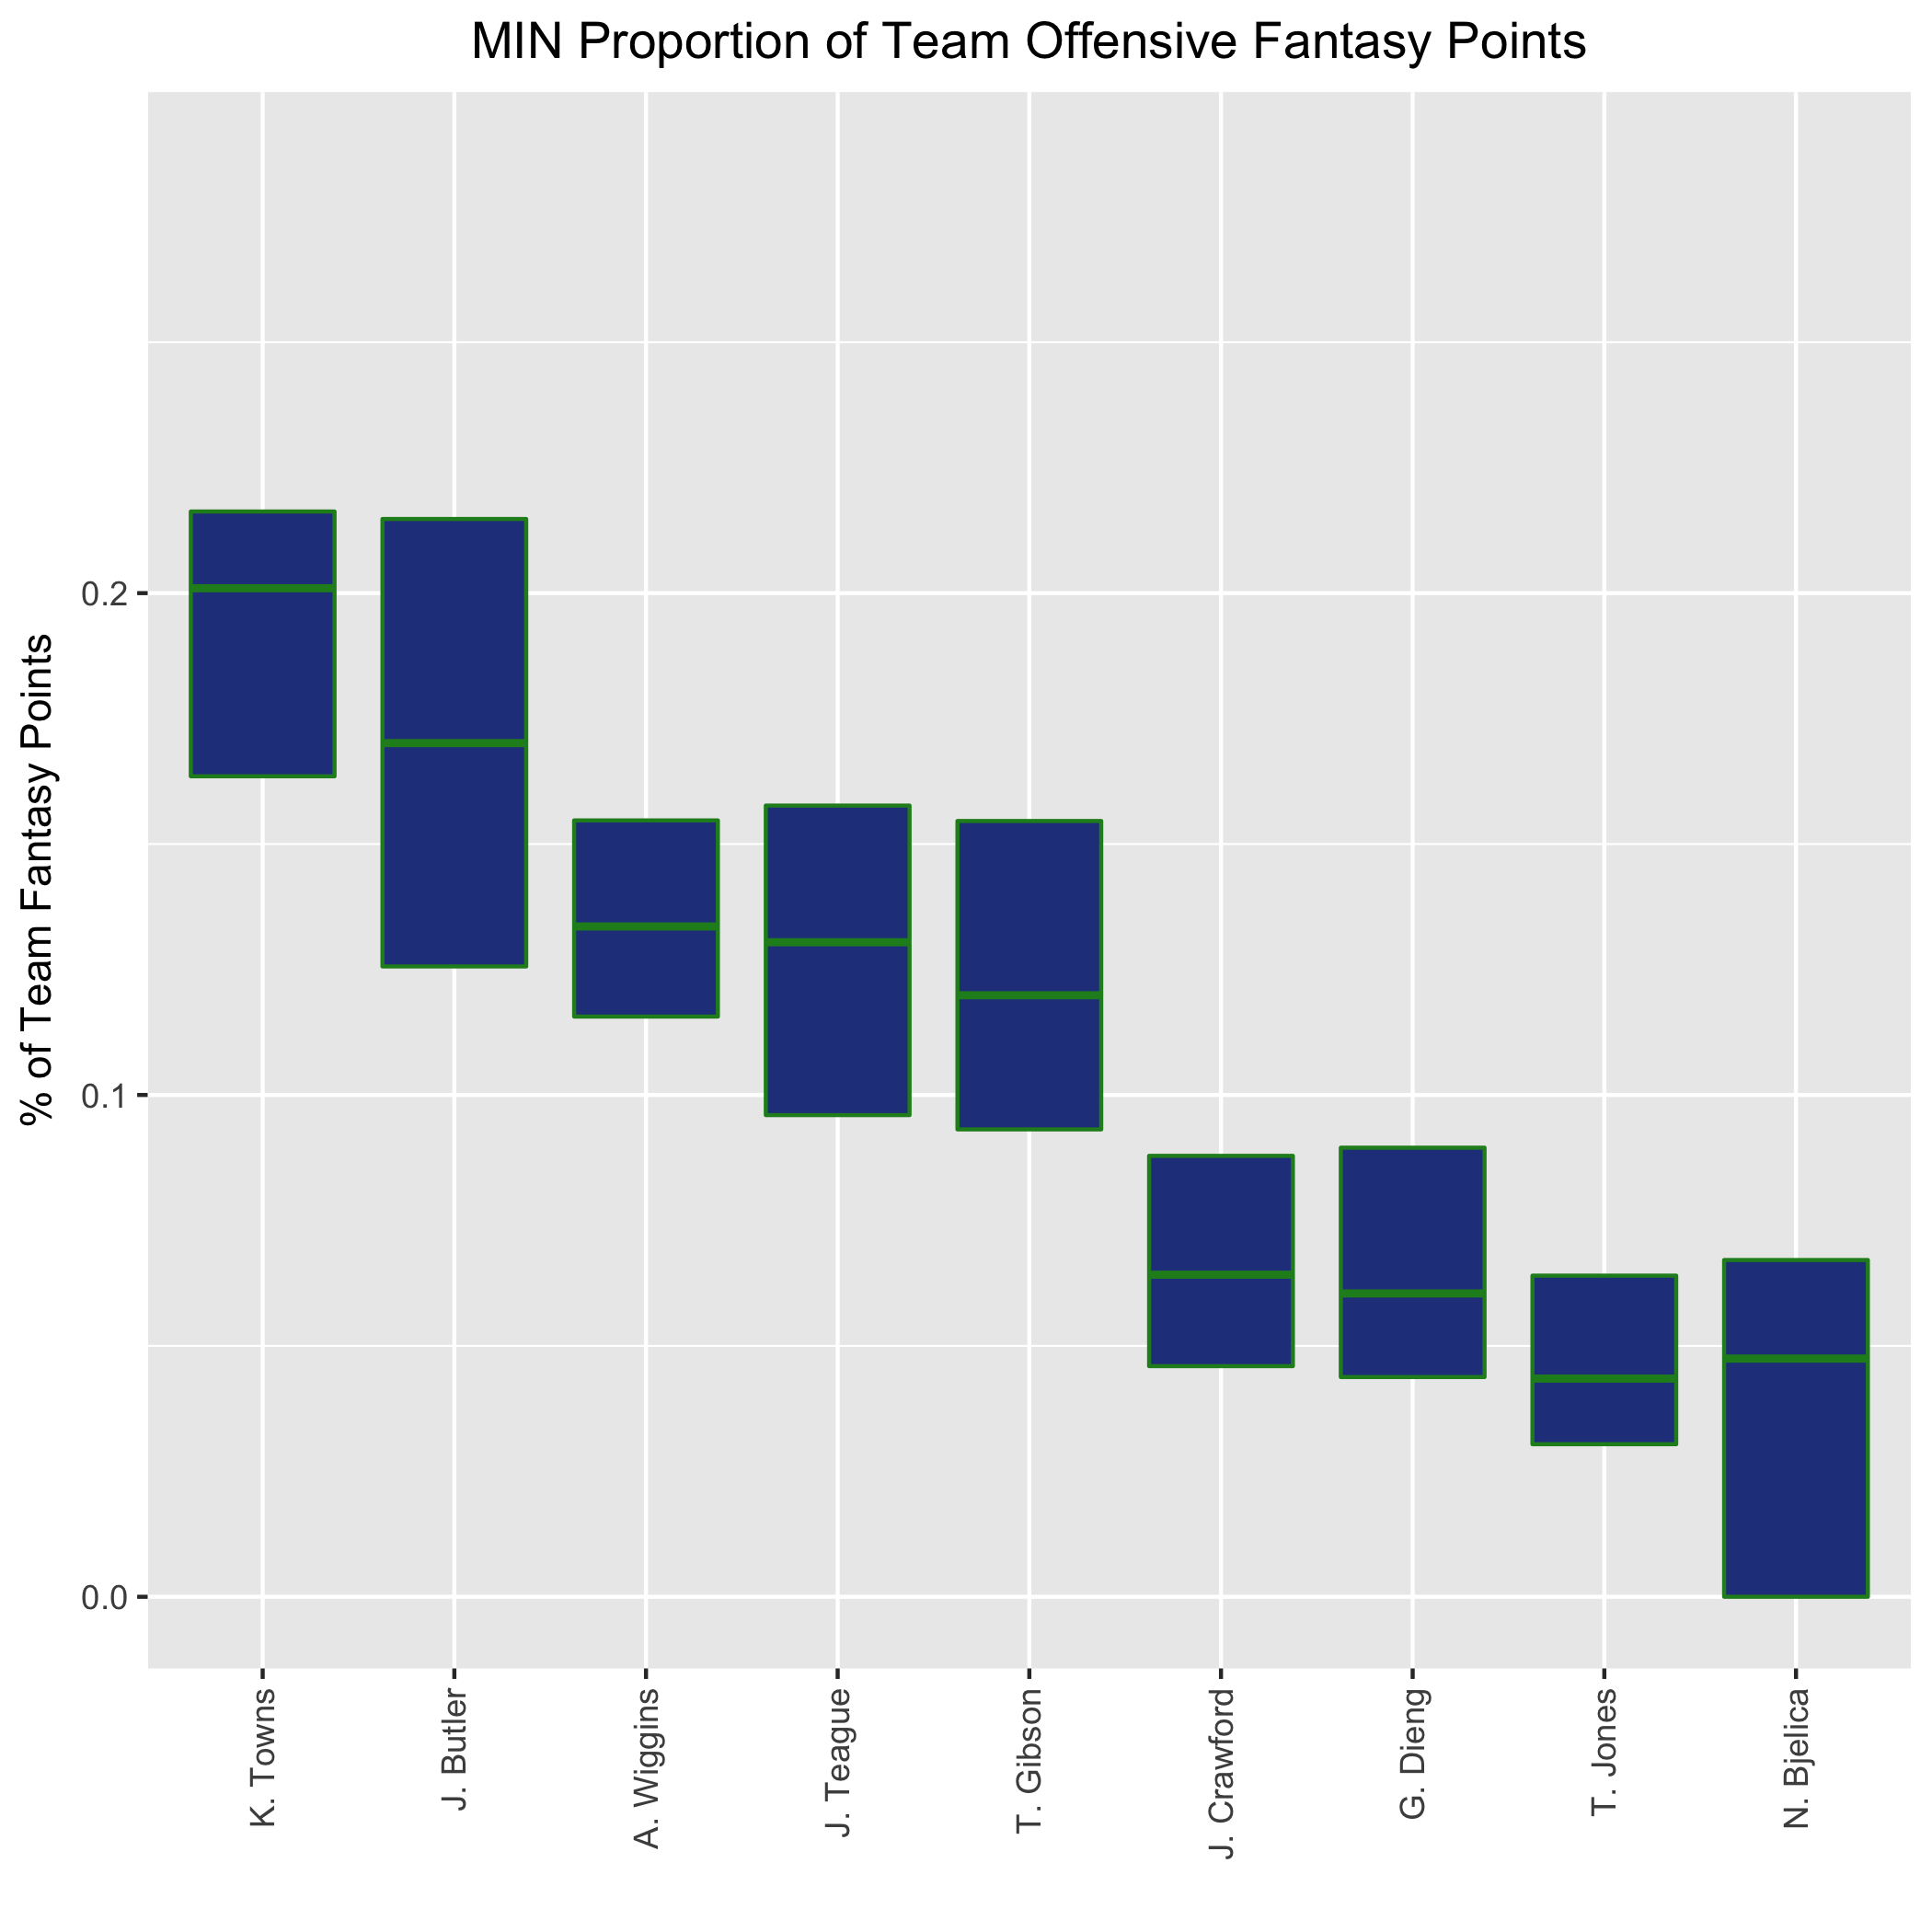 MIN Proportion of Team Offensive Fantasy Points
% of Team Fantasy Points
0.2
0.1
0.0
K. Towns
J. Butler
A. Wiggins
J. Teague
T. Gibson
J. Crawford
G. Dieng
T. Jones
N. Bjelica